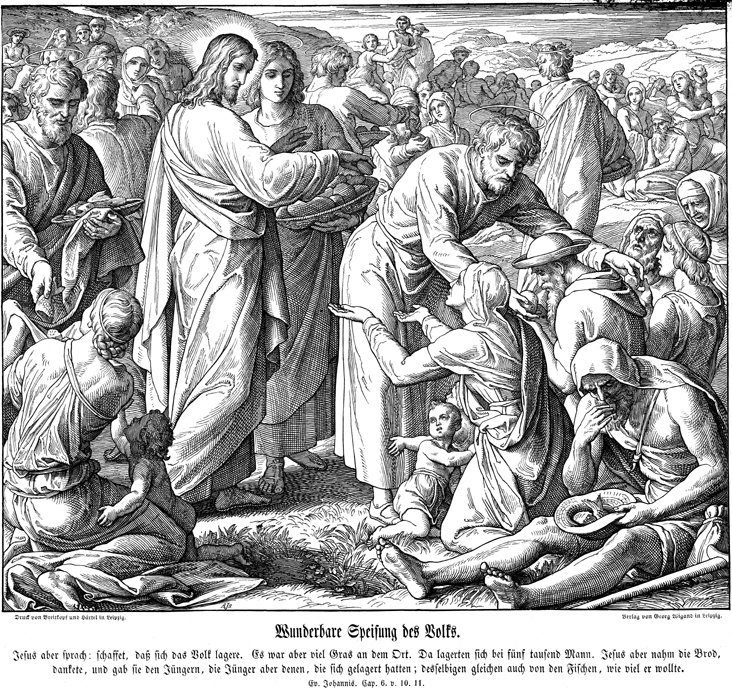 Druck von Breitkopf und Härtel in Leipzig.
Verlag von Georg Wigand in Leipzig.
Wunderbare Speisung des Volks.
Jesus aber sprach: schaffet, daß sich das Volk lagere. Es war aber viel Gras an dem Ort. Da lagerten sich bei fünf tausend Mann. Jesus aber nahm die Brod,
dankete, und gab sie den Jüngern, die Jünger aber denen, die sich gelagert hatten; desselbigen gleichen auch von den Fischen, wie viel er wollte.
Ev. Johannis. Cap. 6. v. 10. 11.